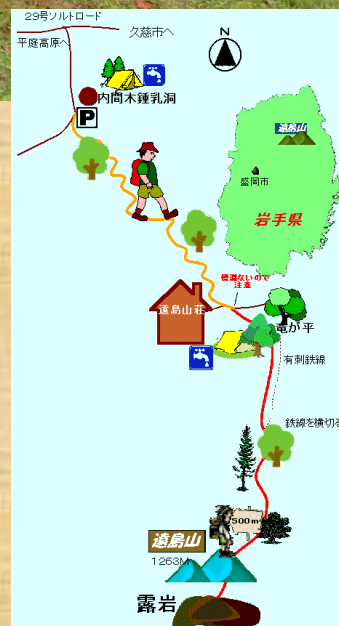 29号ソルトロード
平庭高原へ
久慈市へ
N
内間木鍾乳洞
P
遠島山
盛岡市
岩手県
標識ないので
注意
遠島山荘
竜が平
有刺鉄線
鉄線を横切る
500m
遠島山
1263M
露岩